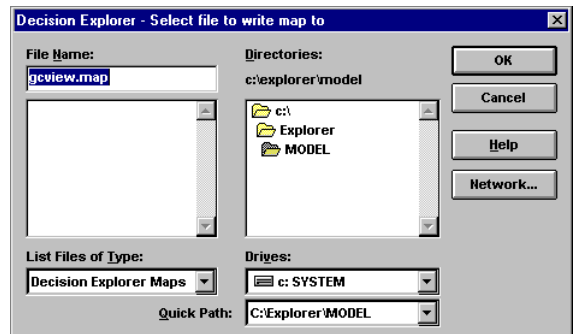 Decision Explorer - Select file to write map to
File Name:
gcview.map
Directories:
c:\explorer\model
c:\
Explorer
MODEL
OK
Cancel
Help
Network...
List Files of Type:
Decision Explorer Maps
Drives:
c: SYSTEM
Quick Path:
C:\Explorer\MODEL